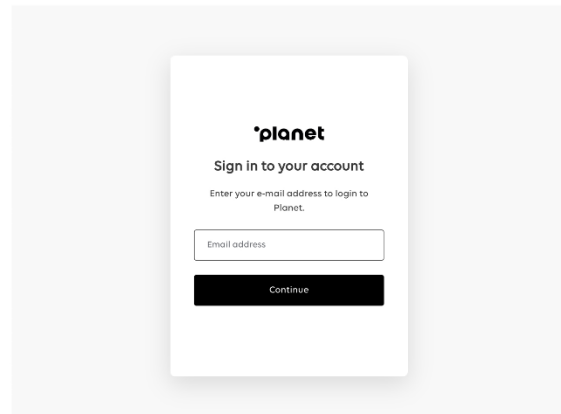 planet
Sign in to your account
Enter your e-mail address to login to
Planet.
Email address
Continue